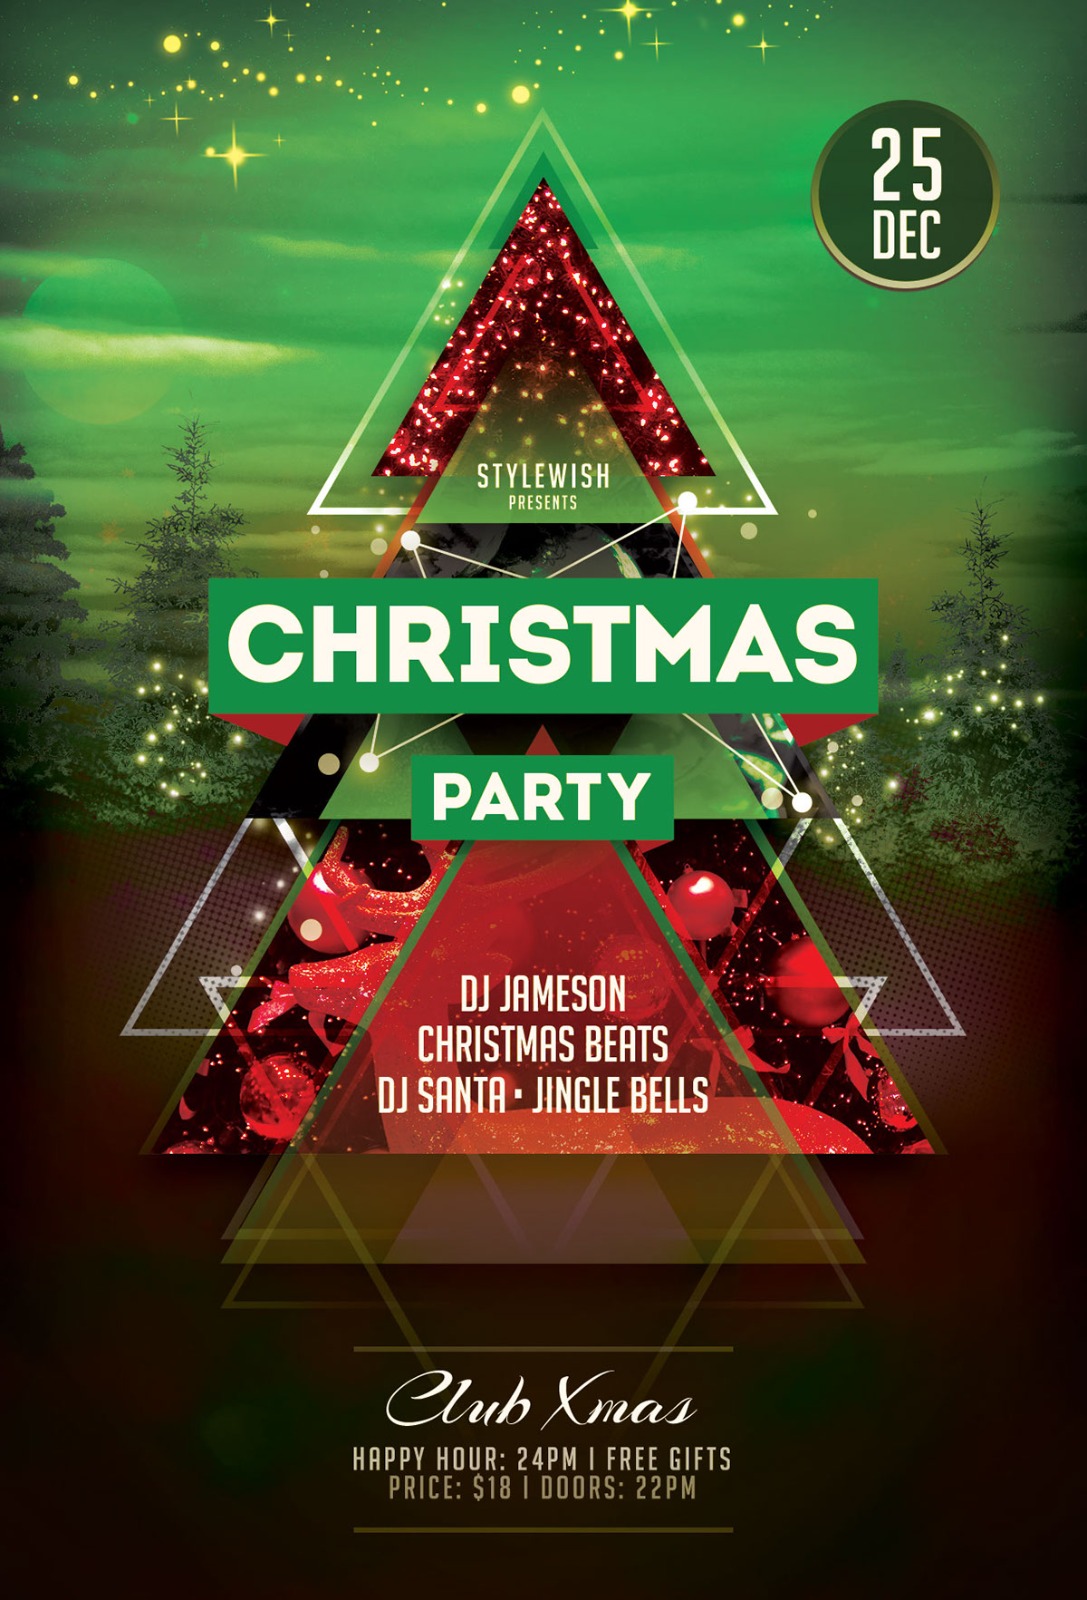 25
DEC
STYLEWISH
PRESENTS
CHRISTMAS
PARTY
DJ JAMESON
CHRISTMAS BEATS
DJ SANTA · JINGLE BELLS
Club Xmas
HAPPY HOUR: 24PM | FREE GIFTS
PRICE: $18 | DOORS: 22PM